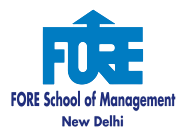 FORE
FORE School of Management
New Delhi